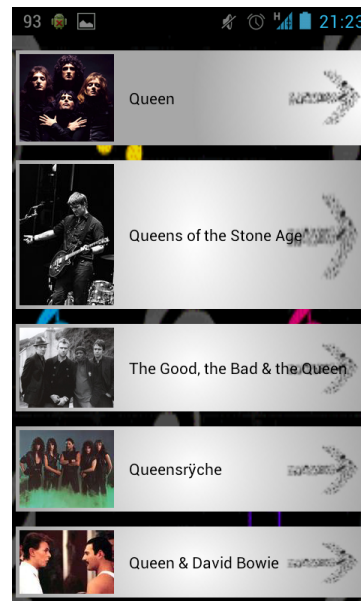 93 H 21:23
Queen
Queens of the Stone Age
The Good, the Bad & the Queen
Queensrÿche
Queen & David Bowie